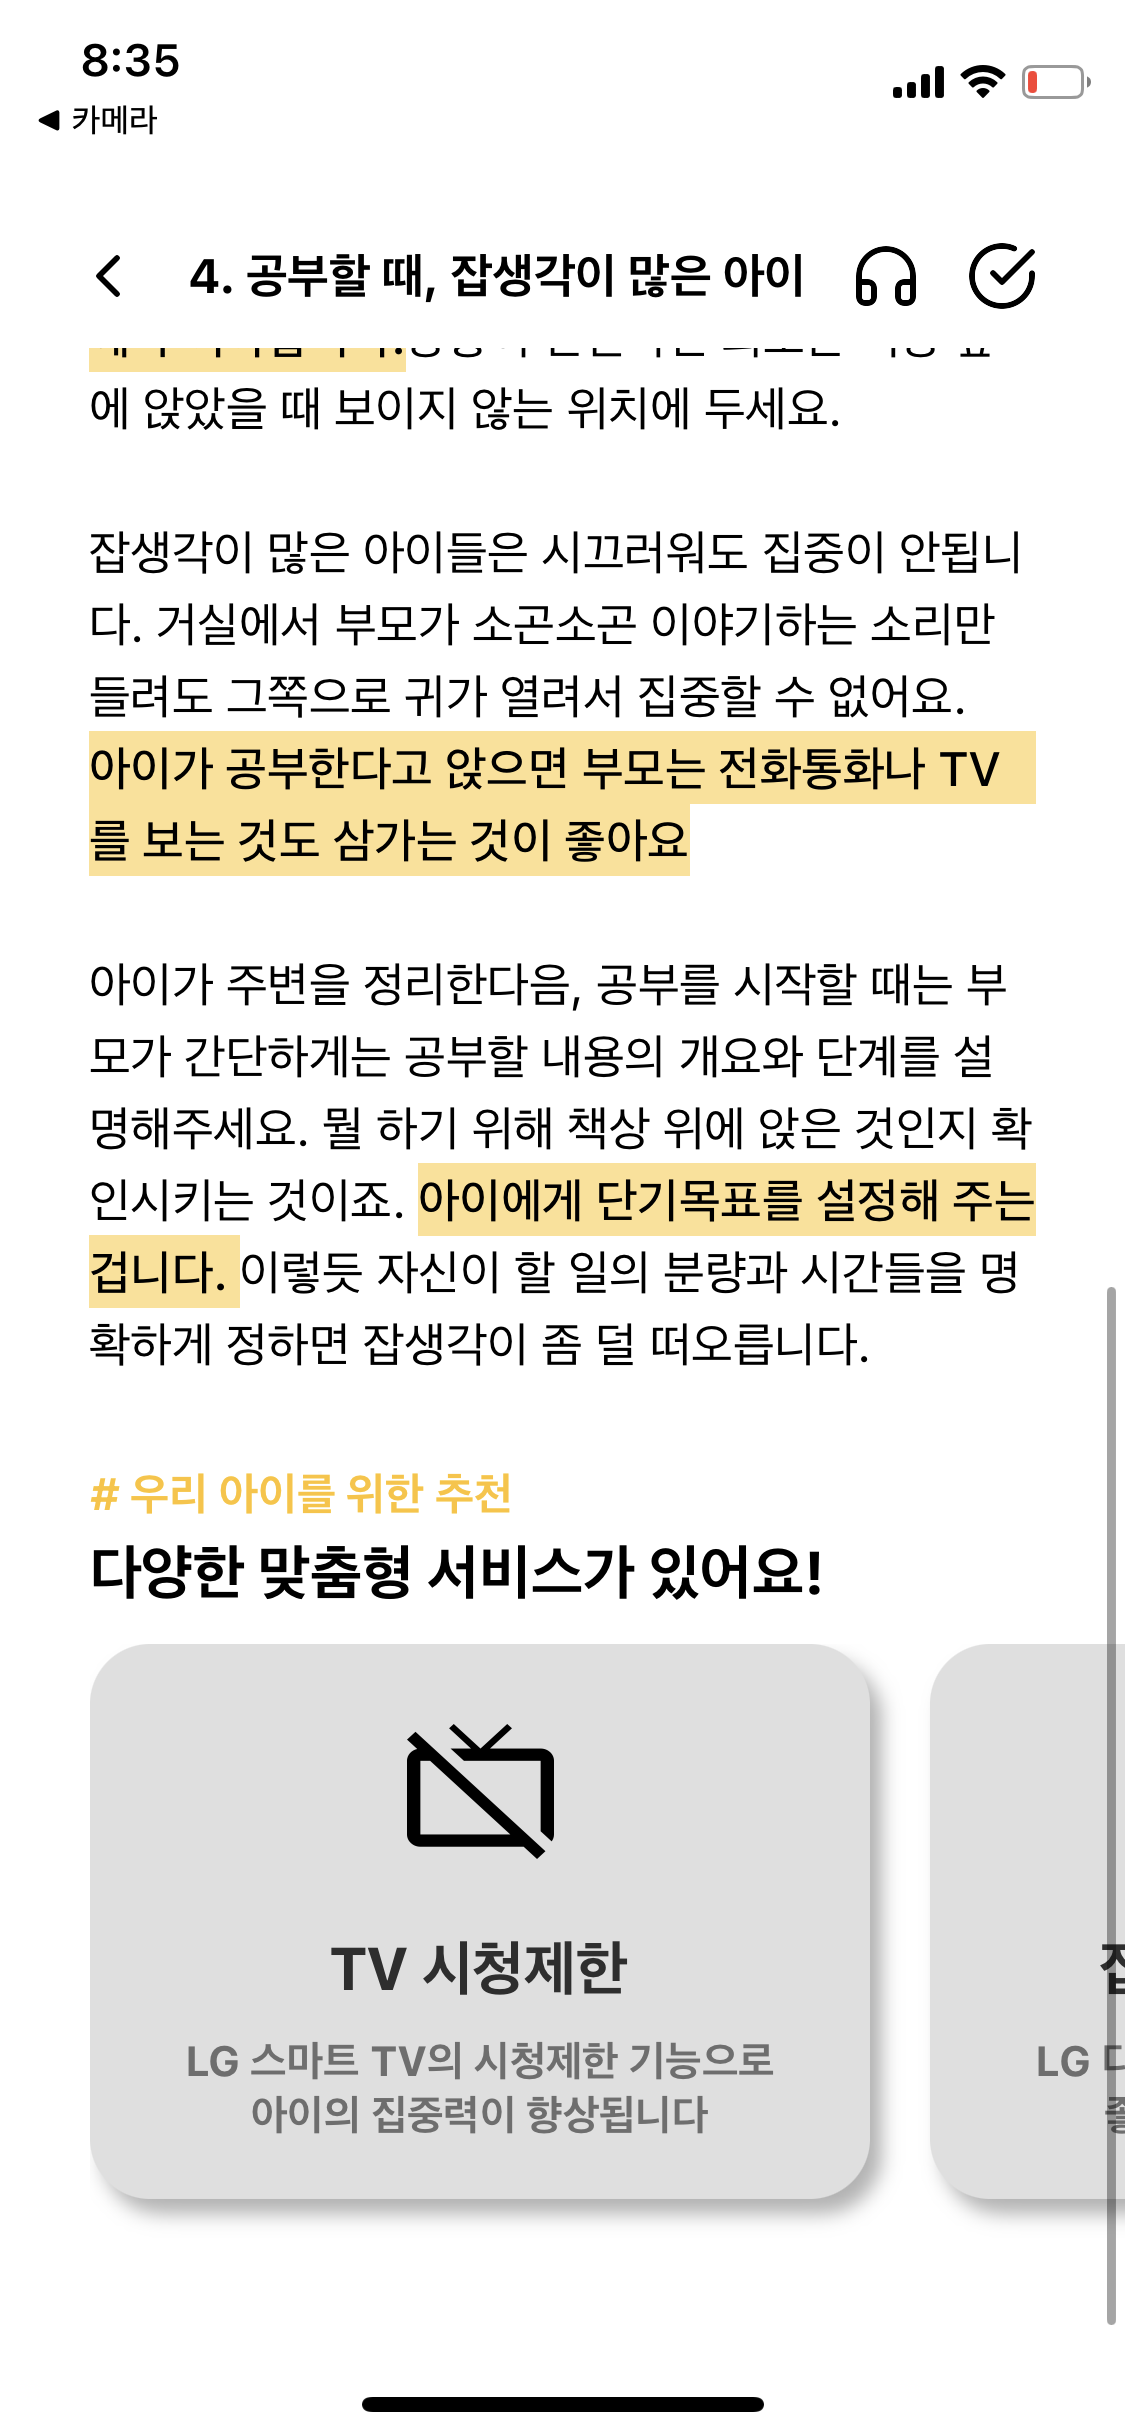 8:35
◀ 카메라
4. 공부할 때, 잡생각이 많은 아이
에 앉았을 때 보이지 않는 위치에 두세요.
잡생각이 많은 아이들은 시끄러워도 집중이 안됩니
다. 거실에서 부모가 소곤소곤 이야기하는 소리만
들려도 그쪽으로 귀가 열려서 집중할 수 없어요.
아이가 공부한다고 앉으면 부모는 전화통화나 TV
를 보는 것도 삼가는 것이 좋아요
아이가 주변을 정리한다음, 공부를 시작할 때는 부
모가 간단하게는 공부할 내용의 개요와 단계를 설
명해주세요. 뭘 하기 위해 책상 위에 앉은 것인지 확
인시키는 것이죠. 아이에게 단기목표를 설정해 주는
겁니다. 이렇듯 자신이 할 일의 분량과 시간들을 명
확하게 정하면 잡생각이 좀 덜 떠오릅니다.
# 우리 아이를 위한 추천
다양한 맞춤형 서비스가 있어요!
TV 시청제한
LG 스마트 TV의 시청제한 기능으로
아이의 집중력이 향상됩니다
LG